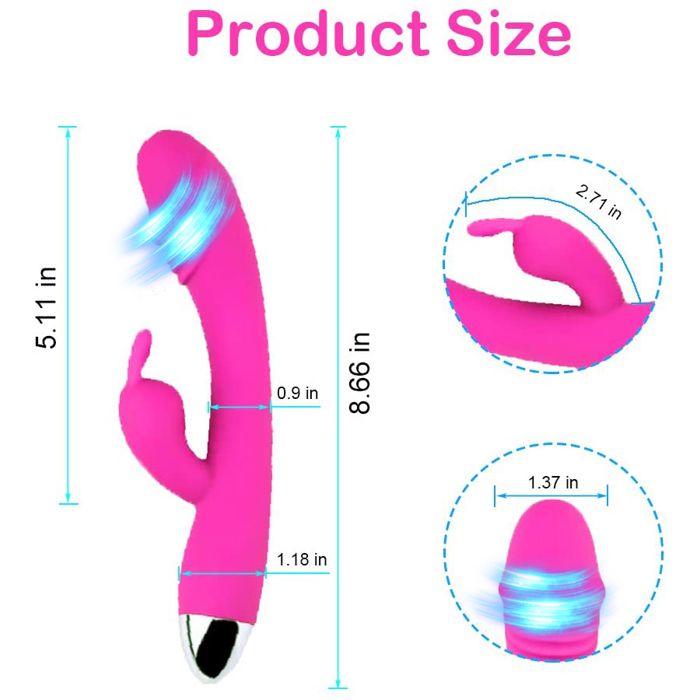 Product Size
2.71 in
5.11 in
8.66 in
0.9 in
1.37 in
1.18 in